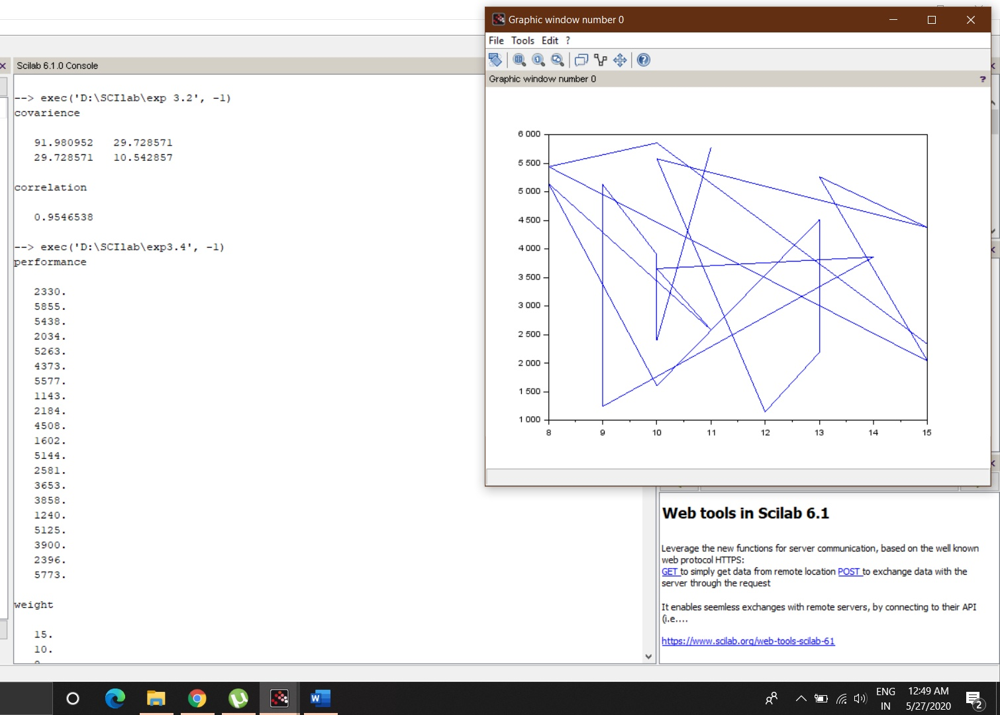 Scilab 6.1.0 Console
--> exec('D:\SCIlab\exp 3.2', -1)
covarience
91.980952 29.728571
29.728571 10.542857
correlation
0.9546538
--> exec('D:\SCIlab\exp3.4', -1)
performance
2330.
5855.
5438.
2034.
5263.
4373.
5577.
1143.
2184.
4508.
1602.
5144.
2581.
3653.
3858.
1240.
5125.
3900.
2396.
5773.
weight
15.
10.
Graphic window number 0
File Tools Edit ?
Graphic window number 0 ?
6 000
5 500
5 000
4 500
4 000
3 500
3 000
2 500
2 000
1 500
1 000
8 9 10 11 12 13 14 15
Web tools in Scilab 6.1
Leverage the new functions for server communication, based on the well known
web protocol HTTPS:
GET to simply get data from remote location POST to exchange data with the
server through the request
It enables seemless exchanges with remote servers, by connecting to their API
(i.e....
https://www.scilab.org/web-tools-scilab-61
ENG
IN
12:49 AM
5/27/2020
2